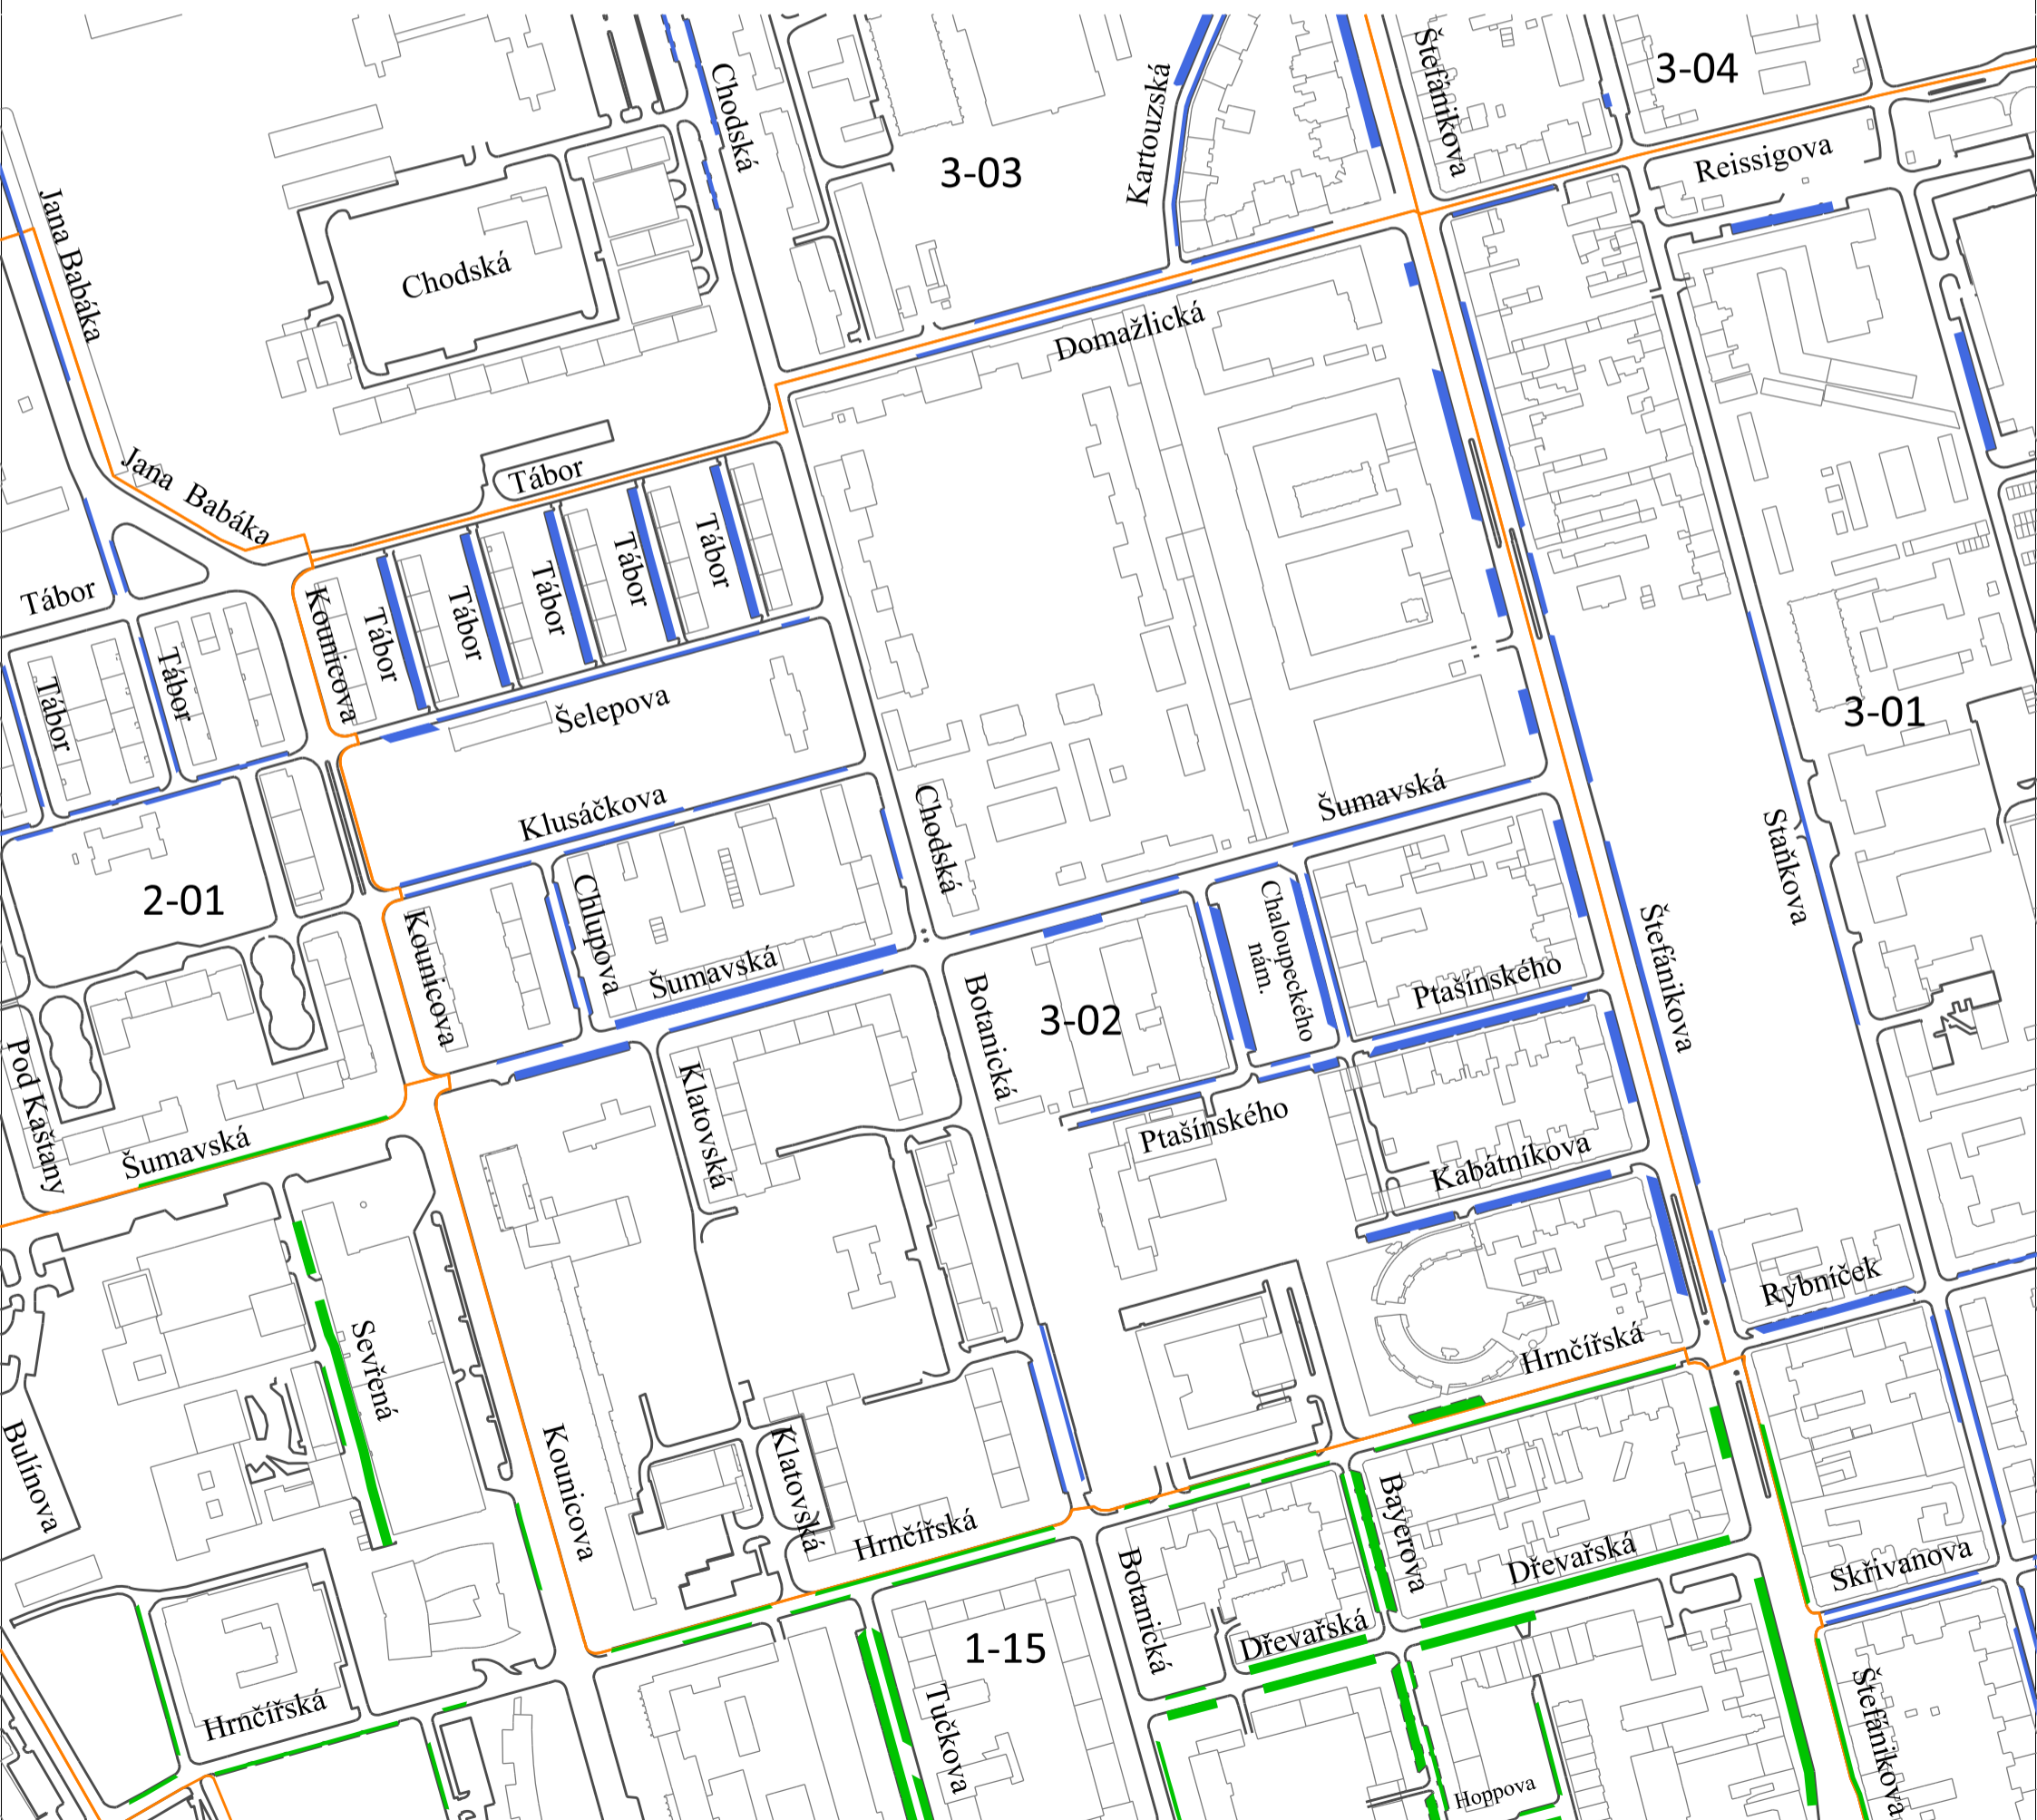 Štefánikova
3-04
Chodská
Kartouzská
Reissigova
3-03
Jana Babáka
Chodská
Domažlická
Jana Babáka
Tábor
Tábor
Tábor
Tábor
Tábor
Tábor
Tábor
Kounicova
Tábor
Tábor
Šelepova
3-01
Klusáčkova
Šumavská
Chodská
Staňkova
2-01
Chlupova
Chaloupeckého
nám.
Kounicova
Štefánikova
Šumavská
Botanická
Ptašínského
3-02
Pod Kaštany
Klatovská
Ptašínského
Šumavská
Kabátníkova
Rybníček
Sevřená
Hrnčířská
Bulínova
Kounicova
Klatovská
Hrnčířská
Bayerova
Botanická
Dřevařská
Skřivanova
Dřevařská
1-15
Hrnčířská
Tučkova
Štefánikova
Hoppova